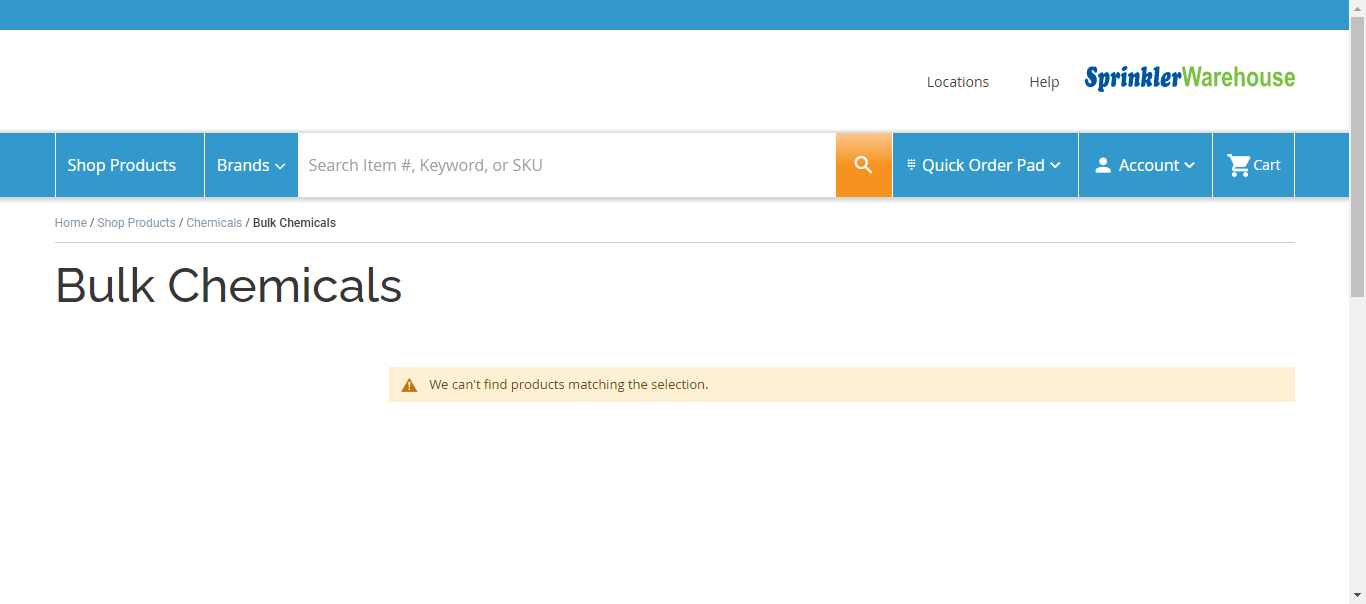 Locations Help SprinklerWarehouse
Shop Products Brands Search Item #, Keyword, or SKU Quick Order Pad Account Cart
Home / Shop Products / Chemicals / Bulk Chemicals
Bulk Chemicals
We can't find products matching the selection.